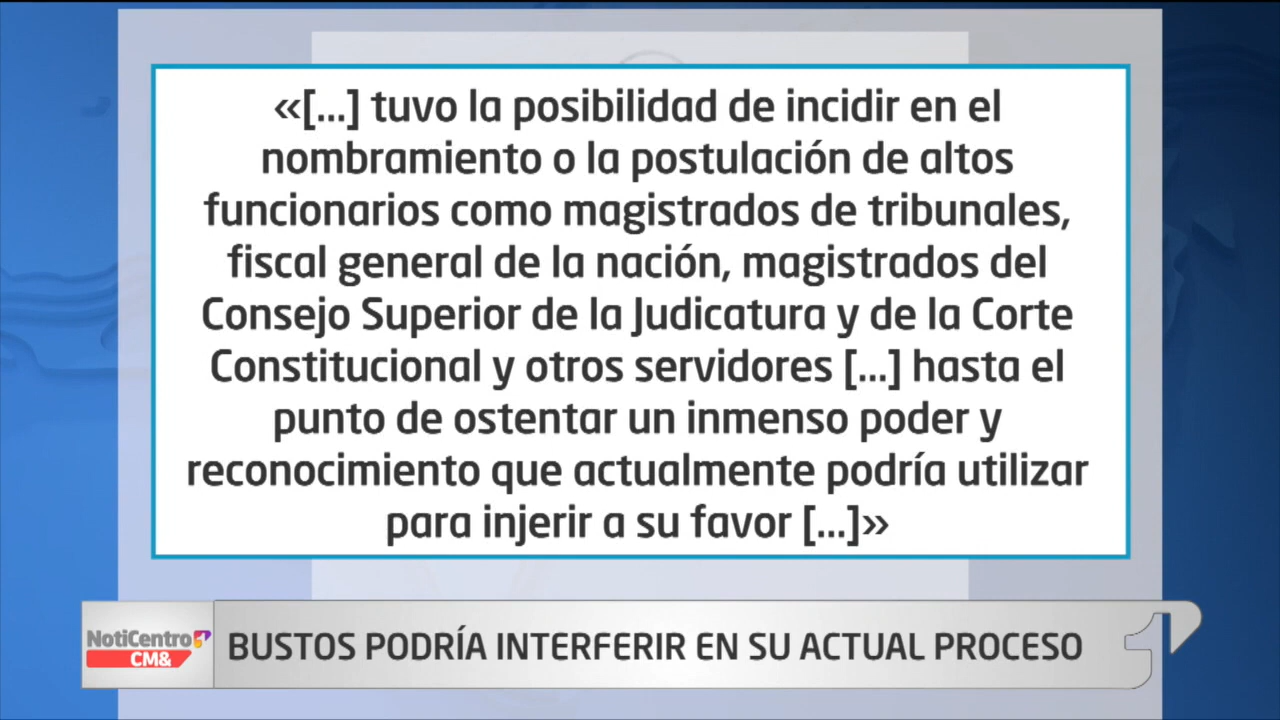 «[...] tuvo la posibilidad de incidir en el
nombramiento o la postulación de altos
funcionarios como magistrados de tribunales,
fiscal general de la nación, magistrados del
Consejo Superior de la Judicatura y de la Corte
Constitucional y otros servidores [...] hasta el
punto de ostentar un inmenso poder y
reconocimiento que actualmente podría utilizar
para injerir a su favor [...]»
NotiCentro 1
CM&
BUSTOS PODRÍA INTERFERIR EN SU ACTUAL PROCESO
1